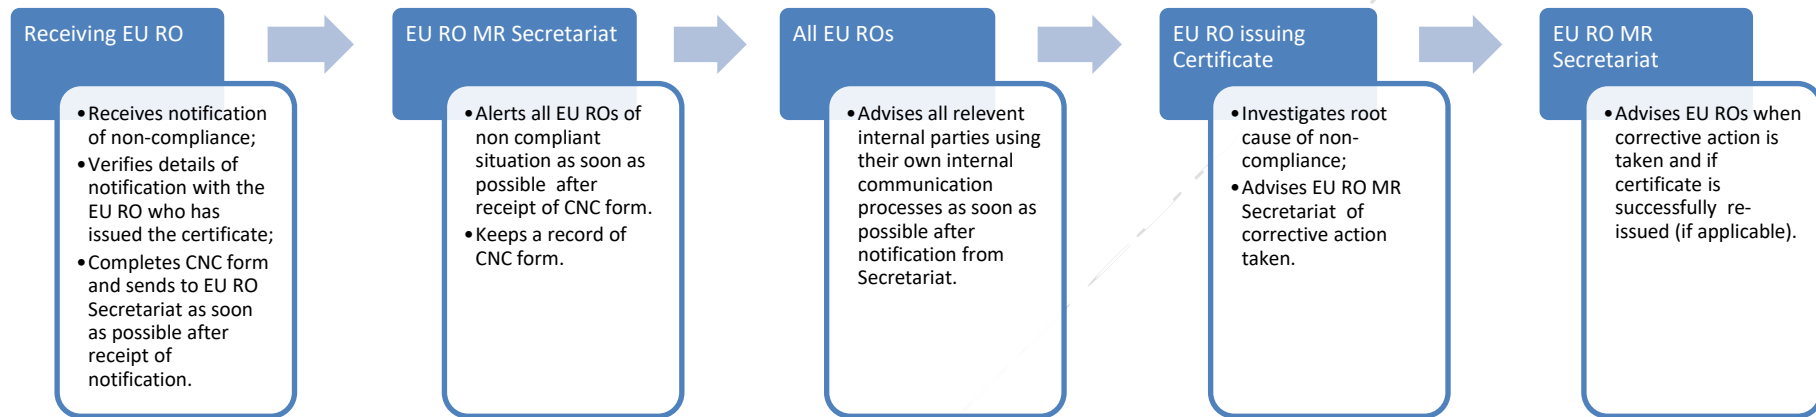 Receiving EU RO
•Receives notification
of non-compliance;
•Verifies details of
notification with the
EU RO who has
issued the certificate;
•Completes CNC form
and sends to EU RO
Secretariat as soon
as possible after
receipt of
notification.
EU RO MR Secretariat
•Alerts all EU ROs of
non compliant
situation as soon as
possible after
receipt of CNC form.
•Keeps a record of
CNC form.
All EU ROs
•Advises all relevent
internal parties using
their own internal
communication
processes as soon as
possible after
notification from
Secretariat.
EU RO issuing
Certificate
•Investigates root
cause of non-
compliance;
•Advises EU RO MR
Secretariat of
corrective action
taken.
EU RO MR
Secretariat
•Advises EU ROs when
corrective action is
taken and if
certificate is
successfully re-
issued (if applicable).